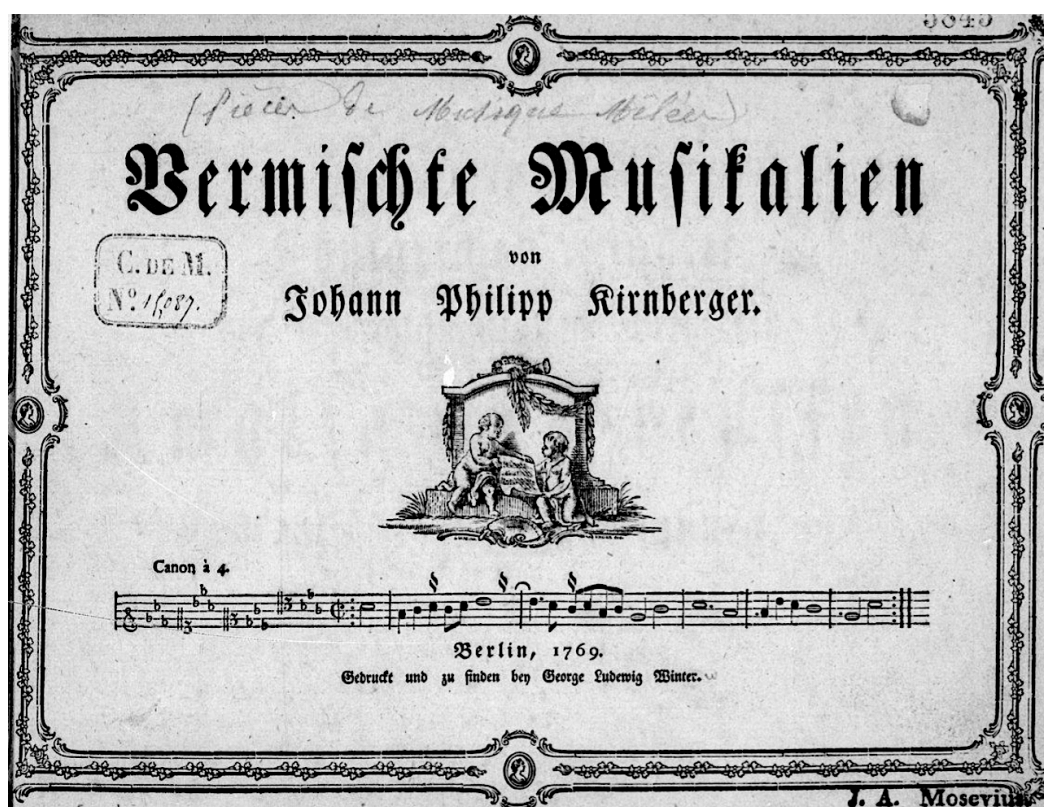 5845
(Pièces de Musique Mêlées)
Vermiſchte Muſikalien
von
C. DE M.
Nº. 15087.
Johann Philipp Kirnberger.
Canon à 4.
Berlin, 1769.
Gedruckt und zu finden bey George Ludewig Winter.
J. A. Mosevius